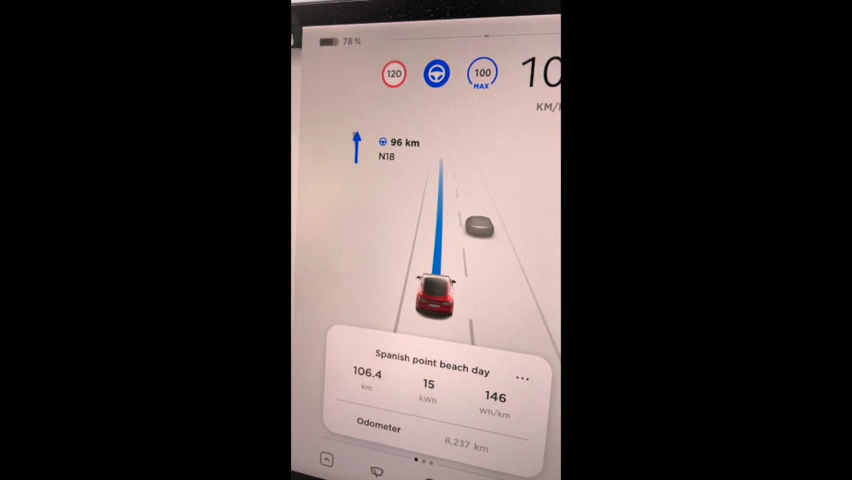 78 %
120
100
MAX
10
KM/
96 km
N18
Spanish point beach day
...
106.4
15
146
km
kWh
Wh/km
Odometer
8,237 km